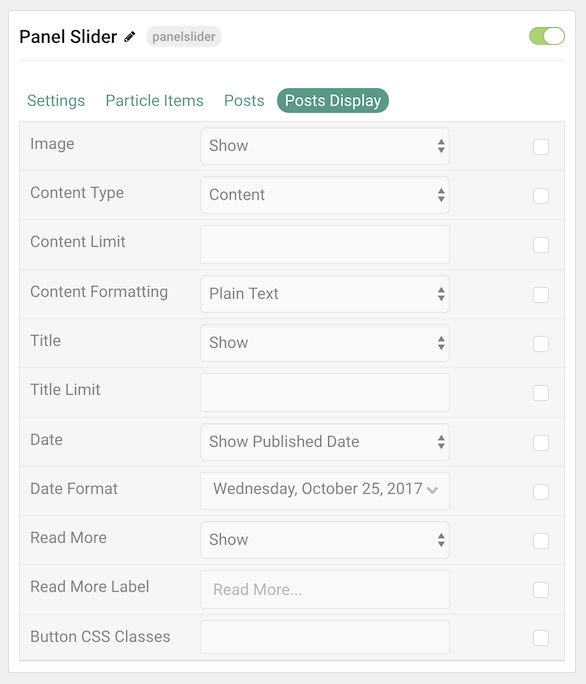 Panel Slider panelslider
Settings Particle Items Posts Posts Display
Image Show
Content Type Content
Content Limit
Content Formatting Plain Text
Title Show
Title Limit
Date Show Published Date
Date Format Wednesday, October 25, 2017
Read More Show
Read More Label Read More...
Button CSS Classes